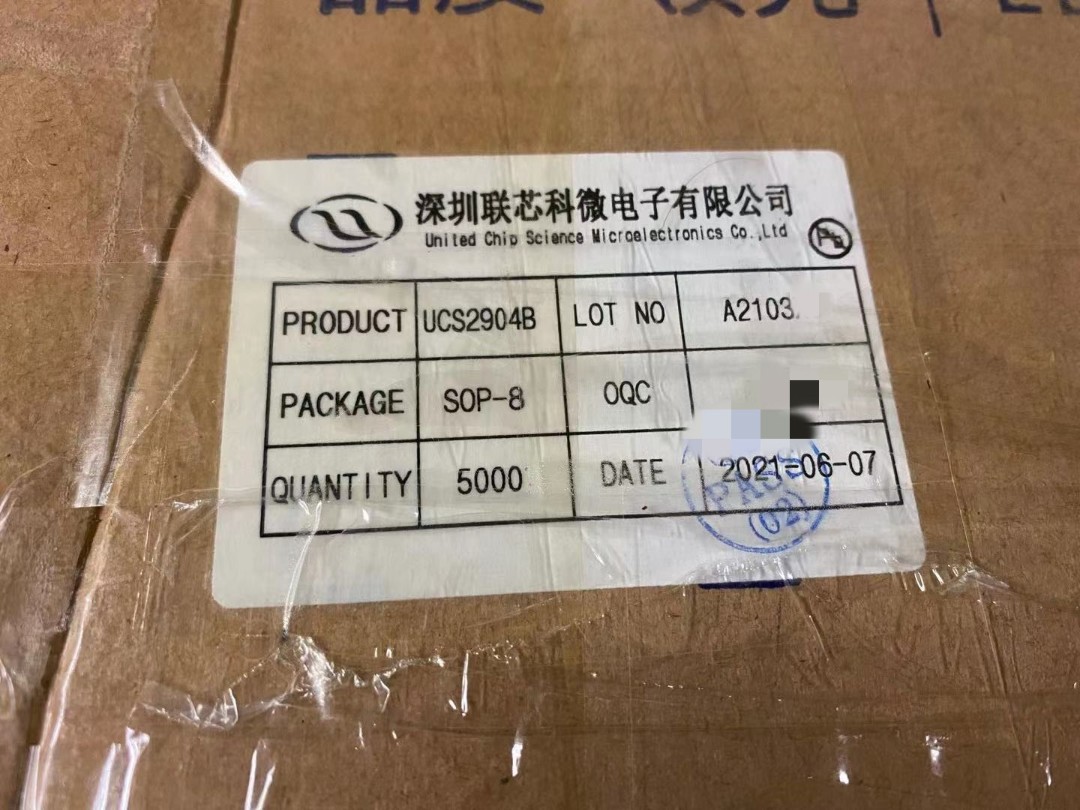 深圳联芯科微电子有限公司
United Chip Science Microelectronics Co.,Ltd
Pb
PRODUCT UCS2904B LOT NO A2103
PACKAGE SOP-8 OQC
QUANTITY 5000 DATE 2021-06-07
PASS
(02)